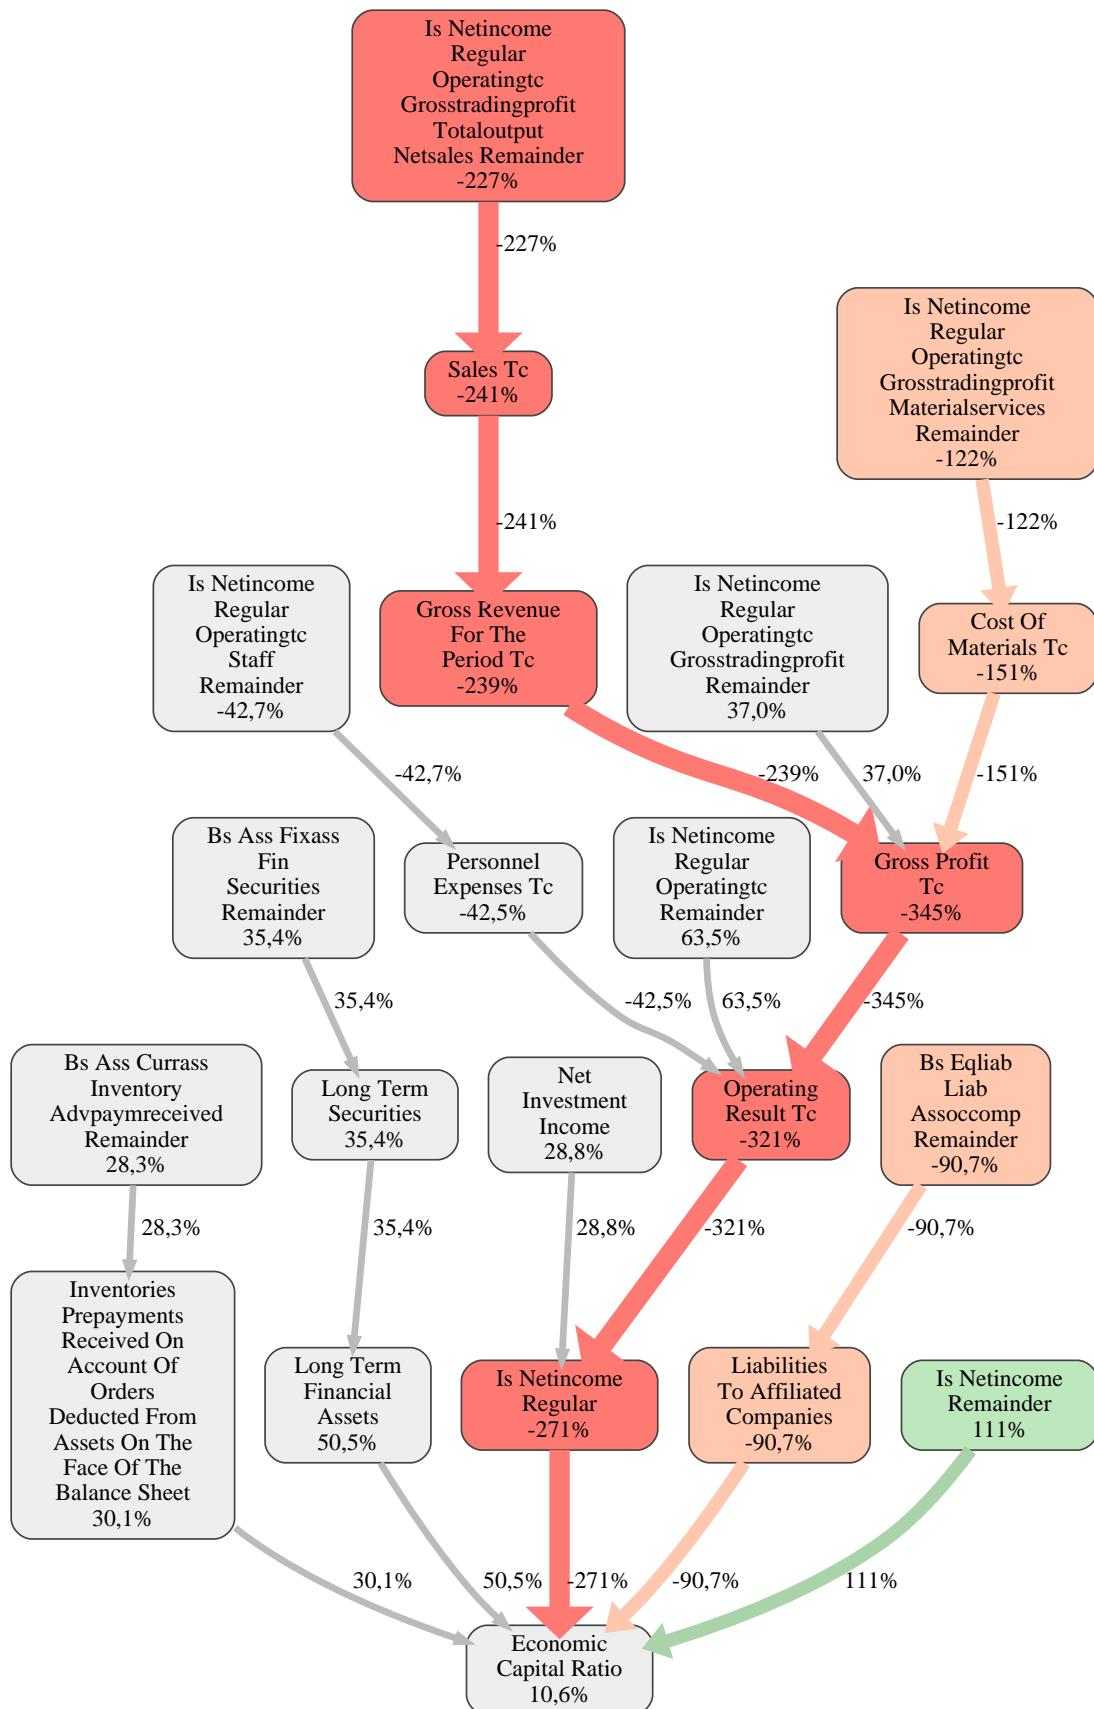 Is Netincome
Regular
Operatingtc
Grosstradingprofit
Totaloutput
Netsales Remainder
-227%
-227%
Sales Tc
-241%
Is Netincome
Regular
Operatingtc
Grosstradingprofit
Materialservices
Remainder
-122%
-241%
-122%
Is Netincome
Regular
Operatingtc
Staff
Remainder
-42,7%
Gross Revenue
For The
Period Tc
-239%
Is Netincome
Regular
Operatingtc
Grosstradingprofit
Remainder
37,0%
Cost Of
Materials Tc
-151%
-42,7%
-239%
37,0%
-151%
Bs Ass Fixass
Fin
Securities
Remainder
35,4%
Personnel
Expenses Tc
-42,5%
Is Netincome
Regular
Operatingtc
Remainder
63,5%
Gross Profit
Tc
-345%
35,4%
-42,5%
63,5%
-345%
Bs Ass Currass
Inventory
Advpaymreceived
Remainder
28,3%
Long Term
Securities
35,4%
Net
Investment
Income
28,8%
Operating
Result Tc
-321%
Bs Eqliab
Liab
Assoccomp
Remainder
-90,7%
28,3%
35,4%
28,8%
-321%
-90,7%
Inventories
Prepayments
Received On
Account Of
Orders
Deducted From
Assets On The
Face Of The
Balance Sheet
30,1%
Long Term
Financial
Assets
50,5%
Is Netincome
Regular
-271%
Liabilities
To Affiliated
Companies
-90,7%
Is Netincome
Remainder
111%
30,1%
50,5%
-271%
-90,7%
111%
Economic
Capital Ratio
10,6%